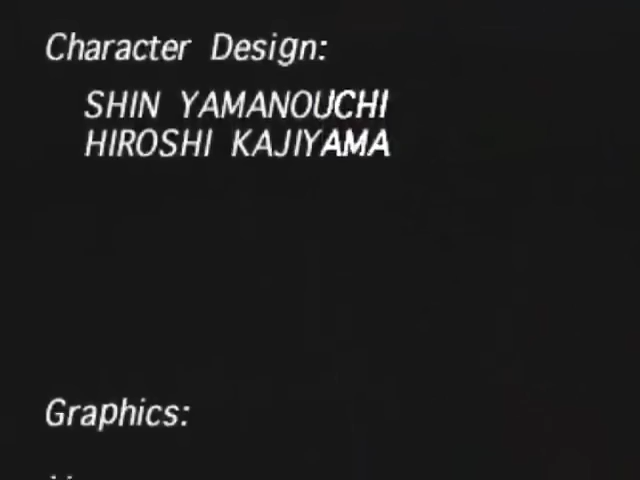 Character Design:
SHIN YAMANOUCHI
HIROSHI KAJIYAMA
Graphics: